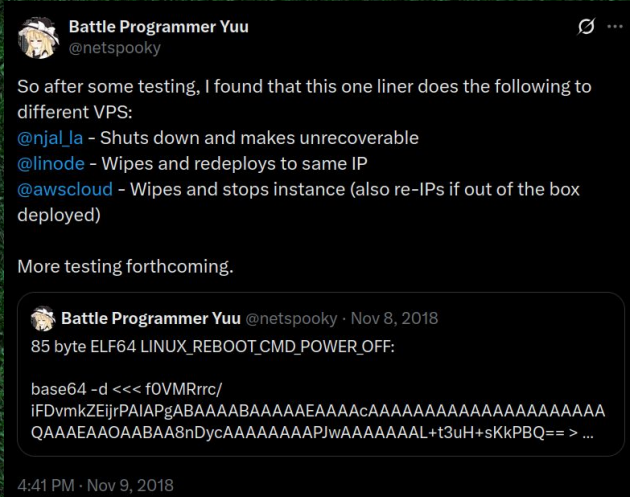 Battle Programmer Yuu
@netspooky
So after some testing, I found that this one liner does the following to
different VPS:
@njal_la - Shuts down and makes unrecoverable
@linode - Wipes and redeploys to same IP
@awscloud - Wipes and stops instance (also re-IPs if out of the box
deployed)
More testing forthcoming.
Battle Programmer Yuu @netspooky · Nov 8, 2018
85 byte ELF64 LINUX_REBOOT_CMD_POWER_OFF:
base64 -d <<< f0VMRrrc/
iFDvmkZEijrPAIAPgABAAAABAAAAAEAAAAcAAAAAAAAAAAAAAAAAAAAA
QAAAEAAOAABAA8nDycAAAAAAAAPJwAAAAAAAL+t3uH+sKkPBQ== > ...
4:41 PM · Nov 9, 2018